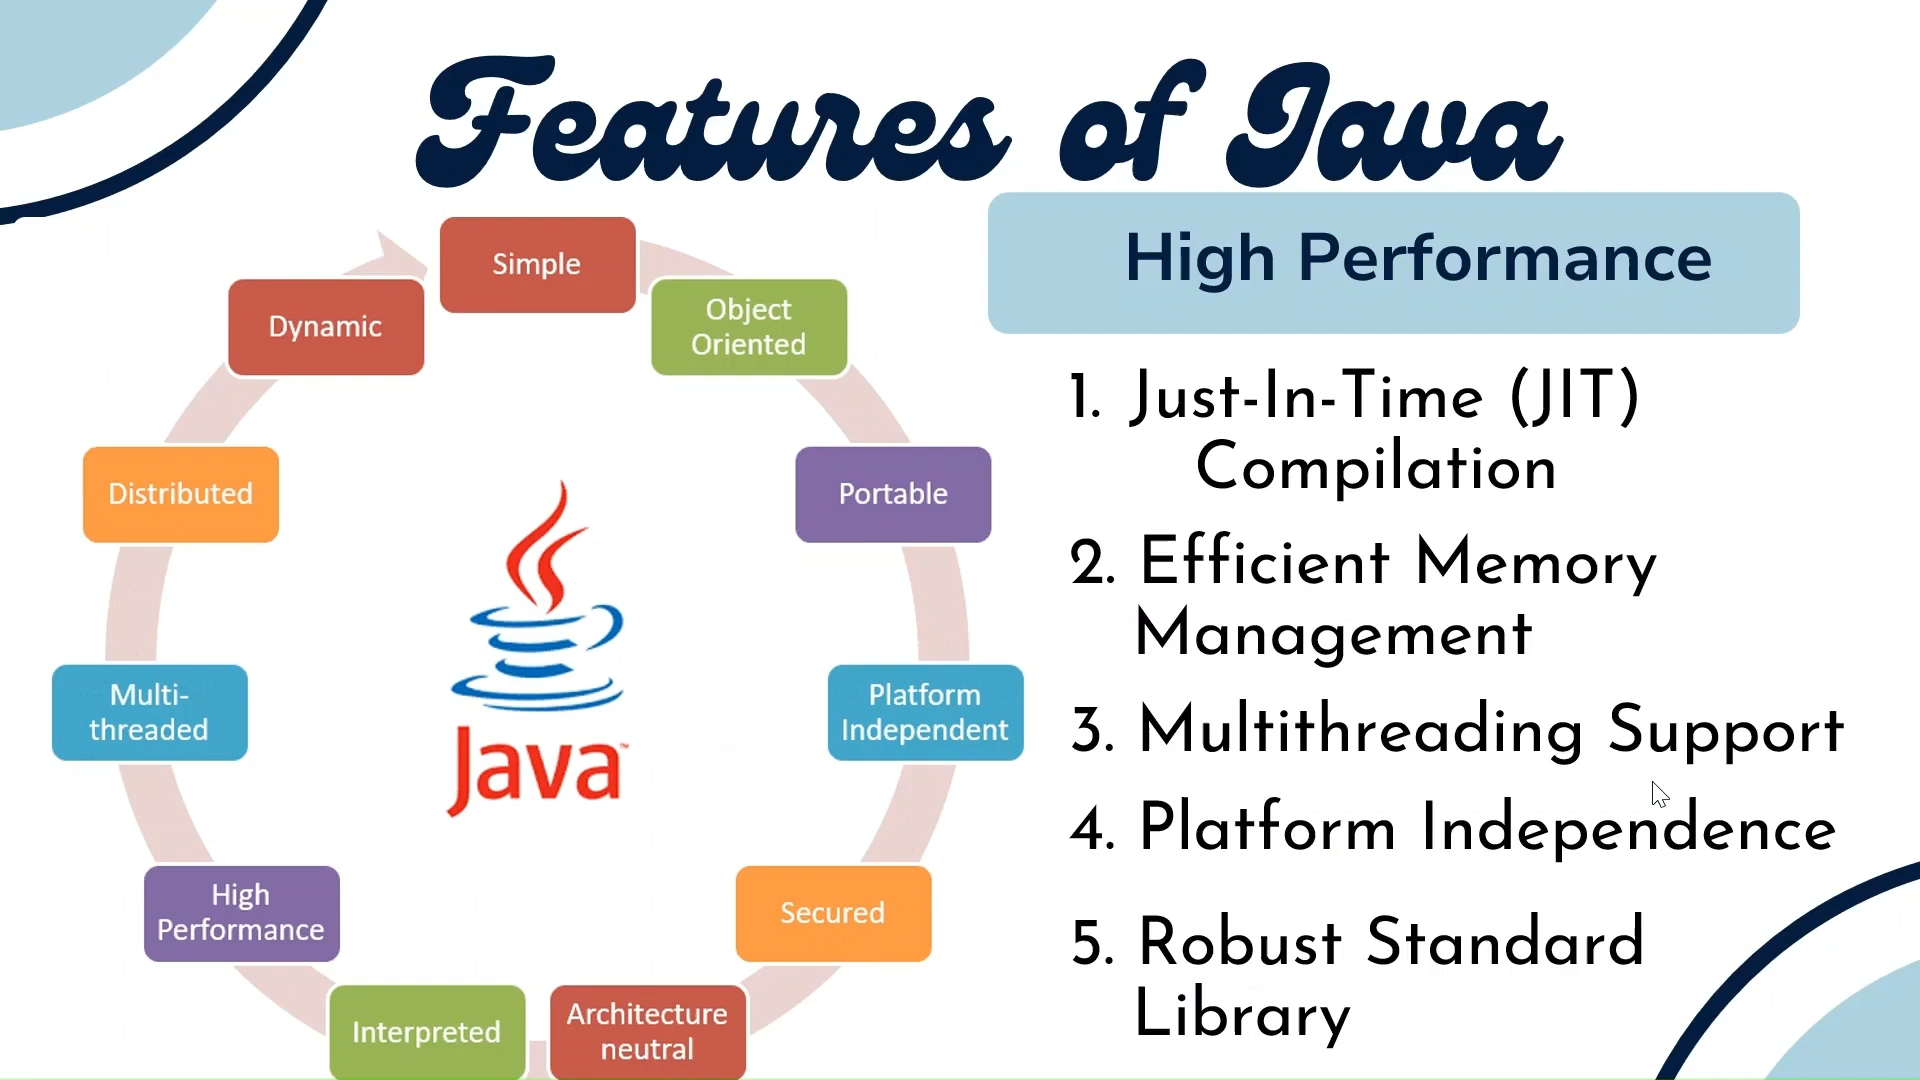 Features of Java
High Performance
Simple
Object
Oriented
Portable
Platform
Independent
Secured
Architecture
neutral
Interpreted
High
Performance
Multi-
threaded
Distributed
Dynamic
Java™
1. Just-In-Time (JIT)
Compilation
2. Efficient Memory
Management
3. Multithreading Support
4. Platform Independence
5. Robust Standard
Library